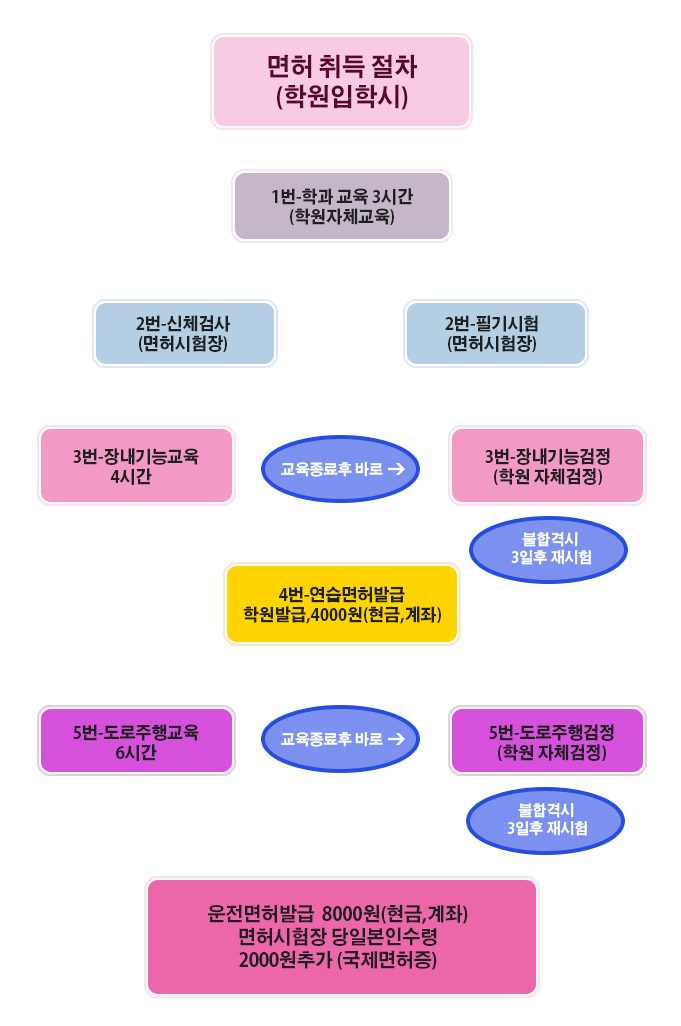 면허 취득 절차
(학원입학시)
1번-학과 교육 3시간
(학원자체교육)
2번-신체검사
(면허시험장)
2번-필기시험
(면허시험장)
3번-장내기능교육
4시간
교육종료후 바로 →
3번-장내기능검정
(학원 자체검정)
불합격시
3일후 재시험
4번-연습면허발급
학원발급,4000원(현금,계좌)
5번-도로주행교육
6시간
교육종료후 바로 →
5번-도로주행검정
(학원 자체검정)
불합격시
3일후 재시험
운전면허발급 8000원(현금,계좌)
면허시험장 당일본인수령
2000원추가 (국제면허증)